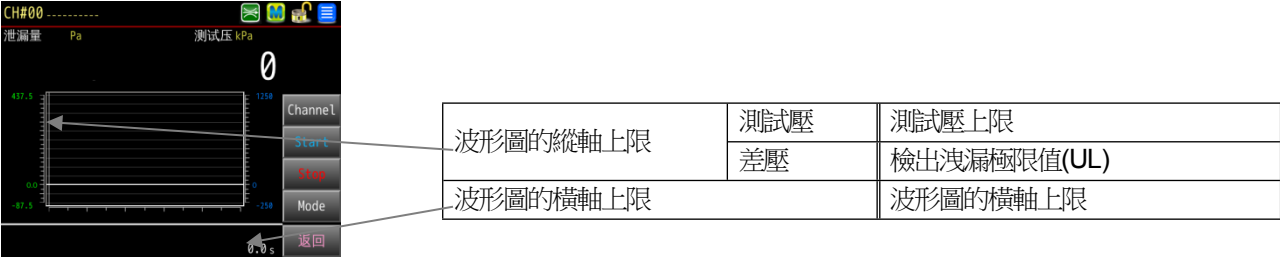 CH#00 ----------
M
泄漏量 Pa 测试压 kPa
0
437.5 1250
0.0 0
-87.5 -250
0.0 s
Channel
Start
Stop
Mode
返回
波形圖的縱軸上限 測試壓 測試壓上限
差壓 檢出洩漏極限值(UL)
波形圖的橫軸上限 波形圖的橫軸上限